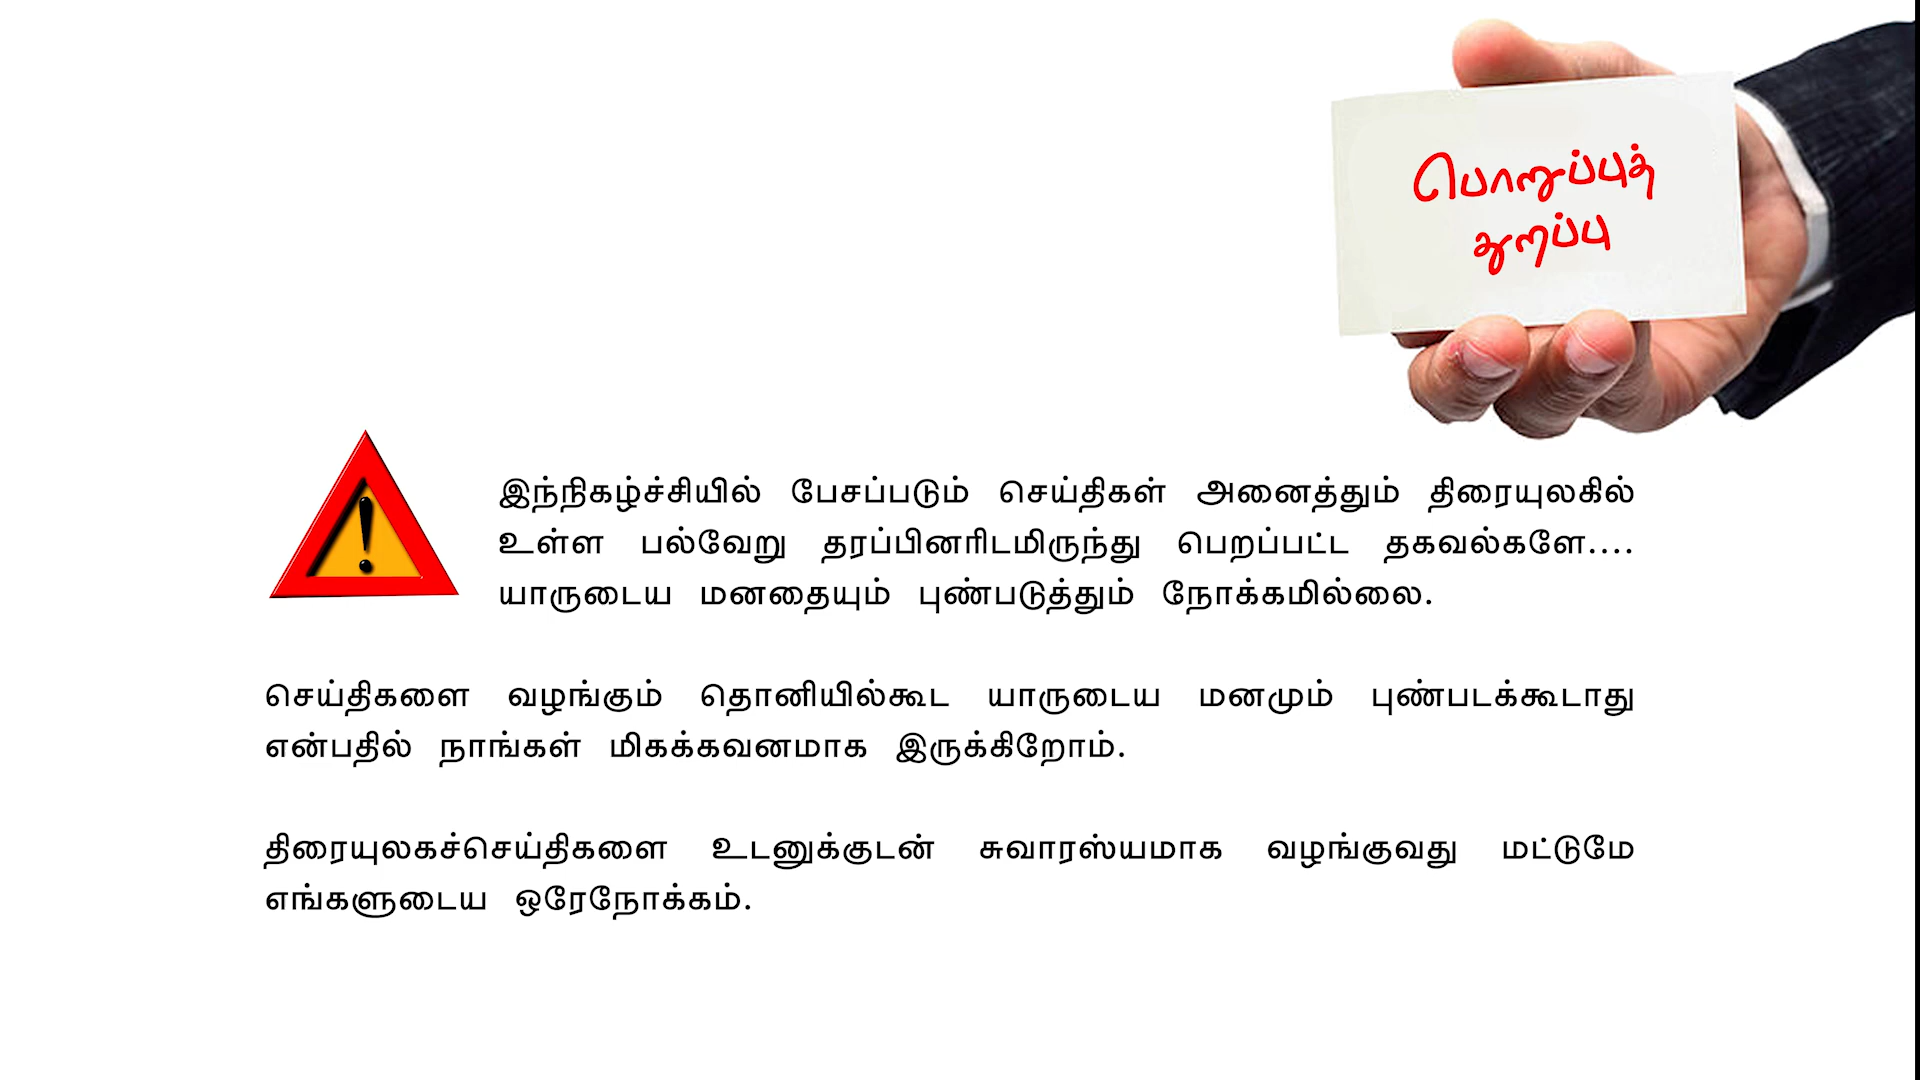 பொறுப்புத்
துறப்பு
இந்நிகழ்ச்சியில் பேசப்படும் செய்திகள் அனைத்தும் திரையுலகில்
உள்ள பல்வேறு தரப்பினரிடமிருந்து பெறப்பட்ட தகவல்களே....
யாருடைய மனதையும் புண்படுத்தும் நோக்கமில்லை.
செய்திகளை வழங்கும் தொனியில்கூட யாருடைய மனமும் புண்படக்கூடாது
என்பதில் நாங்கள் மிகக்கவனமாக இருக்கிறோம்.
திரையுலகச்செய்திகளை உடனுக்குடன் சுவாரஸ்யமாக வழங்குவது மட்டுமே
எங்களுடைய ஒரேநோக்கம்.